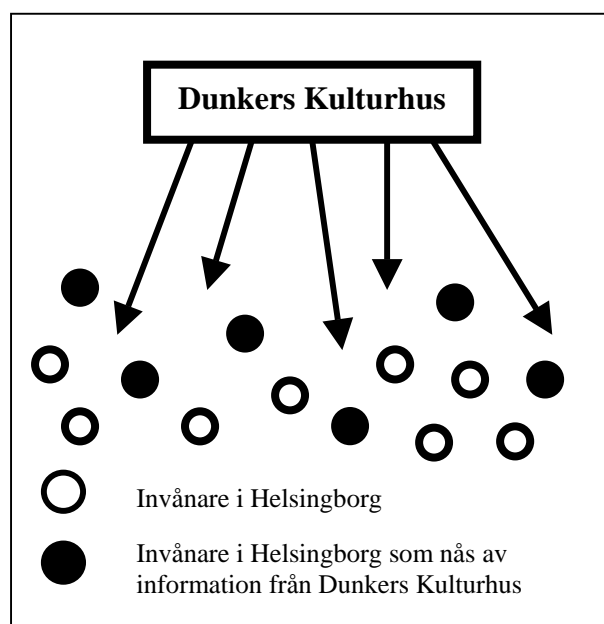 Dunkers Kulturhus
Invånare i Helsingborg
Invånare i Helsingborg som nås av
information från Dunkers Kulturhus